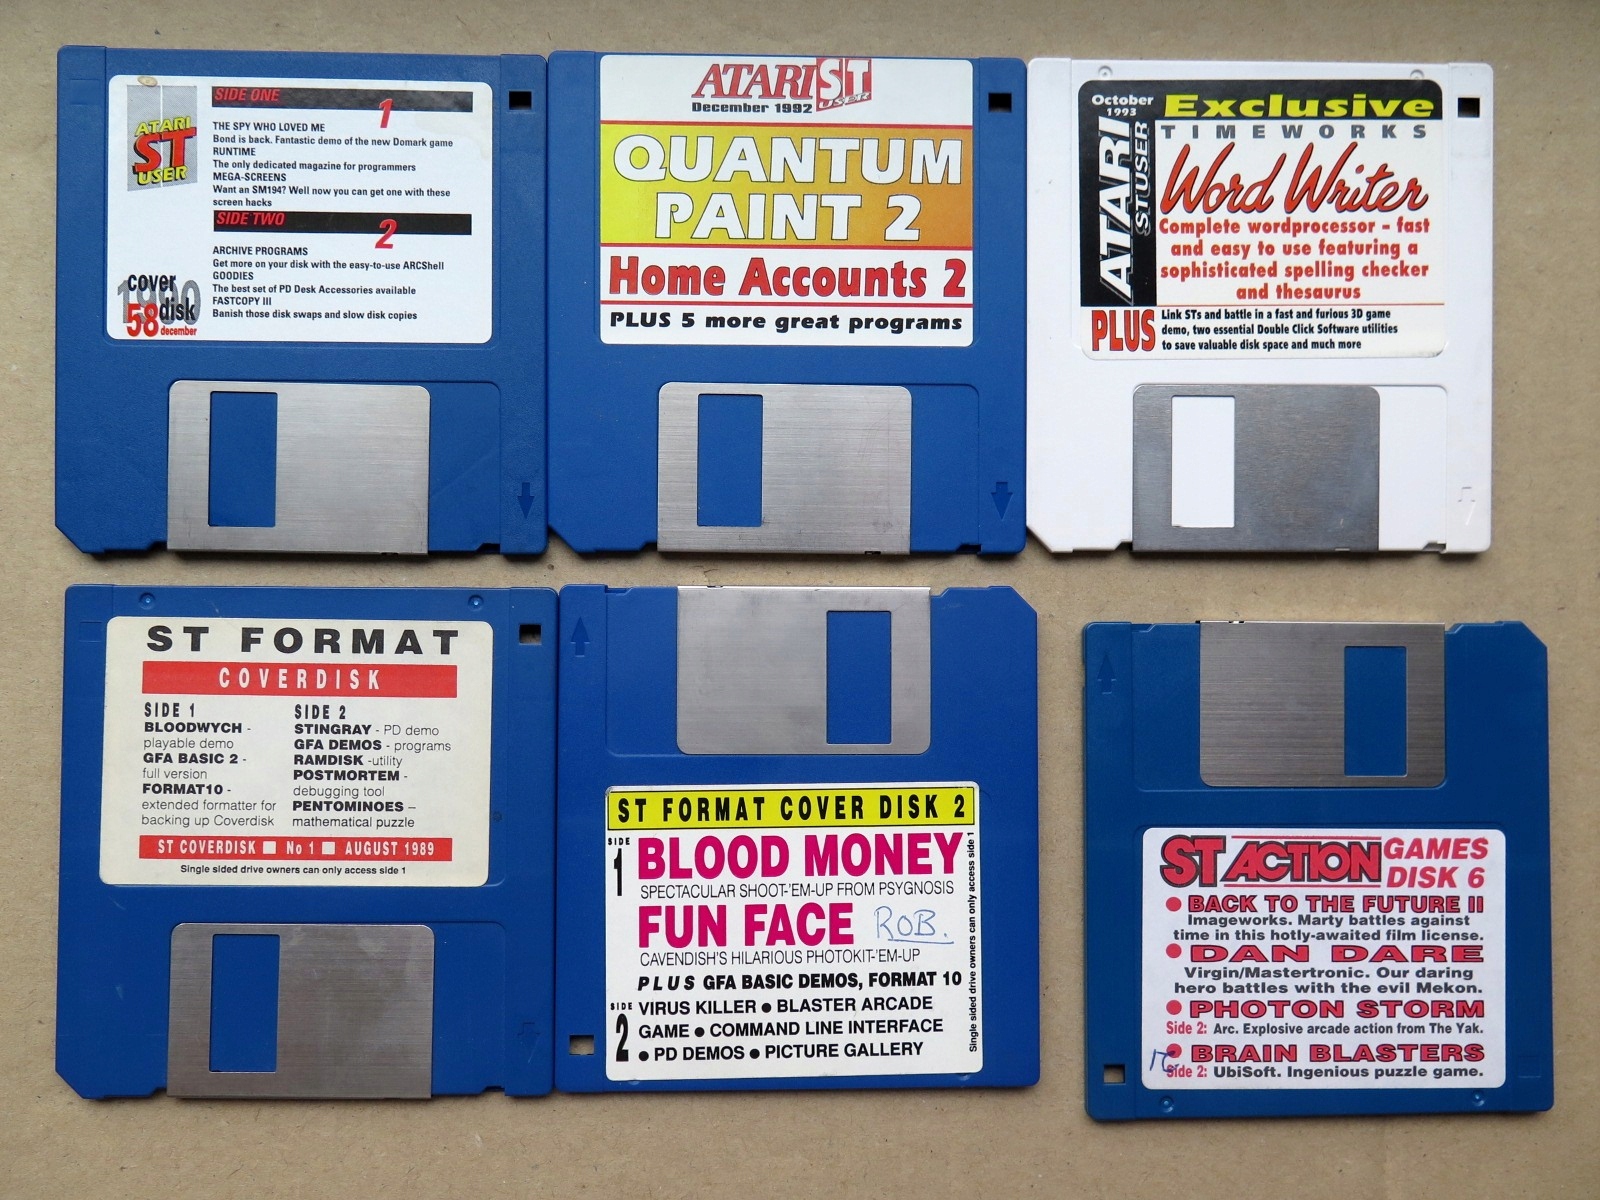 ATARI
ST
USER
SIDE ONE
1
THE SPY WHO LOVED ME
Bond is back. Fantastic demo of the new Domark game
RUNTIME
The only dedicated magazine for programmers
MEGA-SCREENS
Want an SM194? Well now you can get one with these
screen hacks
SIDE TWO
2
ARCHIVE PROGRAMS
Get more on your disk with the easy-to-use ARCShell
GOODIES
The best set of PD Desk Accessories available
FASTCOPY III
Banish those disk swaps and slow disk copies
cover
1990
disk
58 december
ATARI ST
USER
December 1992
QUANTUM
PAINT 2
Home Accounts 2
PLUS 5 more great programs
October
1993
ATARI
ST USER
Exclusive
TIMEWORKS
Word Writer
Complete wordprocessor - fast
and easy to use featuring a
sophisticated spelling checker
and thesaurus
PLUS
Link STs and battle in a fast and furious 3D game
demo, two essential Double Click Software utilities
to save valuable disk space and much more
ST FORMAT
COVERDISK
SIDE 1
BLOODWYCH -
playable demo
GFA BASIC 2 -
full version
FORMAT10 -
extended formatter for
backing up Coverdisk
SIDE 2
STINGRAY - PD demo
GFA DEMOS - programs
RAMDISK -utility
POSTMORTEM -
debugging tool
PENTOMINOES –
mathematical puzzle
ST COVERDISK ■ No 1 ■ AUGUST 1989
Single sided drive owners can only access side 1
ST FORMAT COVER DISK 2
SIDE
1
BLOOD MONEY
SPECTACULAR SHOOT-'EM-UP FROM PSYGNOSIS
FUN FACE
ROB.
CAVENDISH'S HILARIOUS PHOTOKIT-'EM-UP
PLUS GFA BASIC DEMOS, FORMAT 10
SIDE
2
VIRUS KILLER ● BLASTER ARCADE
GAME ● COMMAND LINE INTERFACE
● PD DEMOS ● PICTURE GALLERY
Single sided drive owners can only access side 1
ST ACTION
GAMES
DISK 6
● BACK TO THE FUTURE II
Imageworks. Marty battles against
time in this hotly-awaited film license.
● DAN DARE
Virgin/Mastertronic. Our daring
hero battles with the evil Mekon.
● PHOTON STORM
Side 2: Arc. Explosive arcade action from The Yak.
● BRAIN BLASTERS
Side 2: UbiSoft. Ingenious puzzle game.